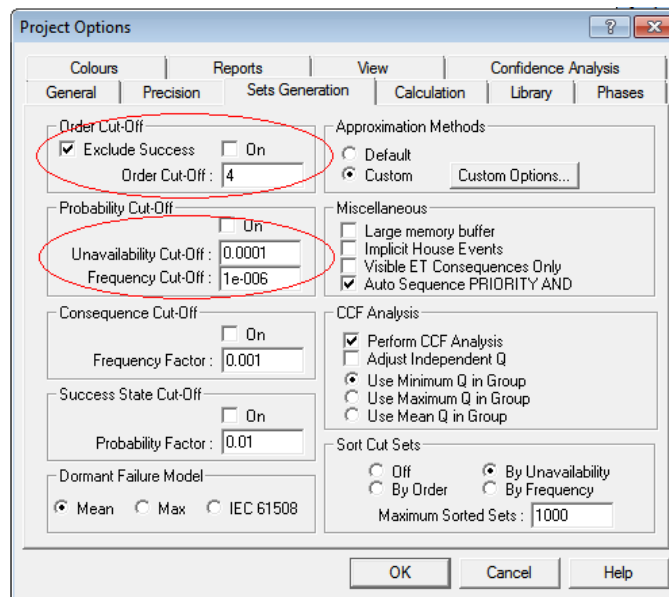 Project Options
Colours Reports View Confidence Analysis
General Precision Sets Generation Calculation Library Phases
Order Cut-Off
Exclude Success On
Order Cut-Off : 4
Probability Cut-Off
On
Unavailability Cut-Off : 0.0001
Frequency Cut-Off : 1e-006
Consequence Cut-Off
On
Frequency Factor : 0.001
Success State Cut-Off
On
Probability Factor : 0.01
Dormant Failure Model
Mean Max IEC 61508
Approximation Methods
Default
Custom Custom Options...
Miscellaneous
Large memory buffer
Implicit House Events
Visible ET Consequences Only
Auto Sequence PRIORITY AND
CCF Analysis
Perform CCF Analysis
Adjust Independent Q
Use Minimum Q in Group
Use Maximum Q in Group
Use Mean Q in Group
Sort Cut Sets
Off By Unavailability
By Order By Frequency
Maximum Sorted Sets : 1000
OK Cancel Help